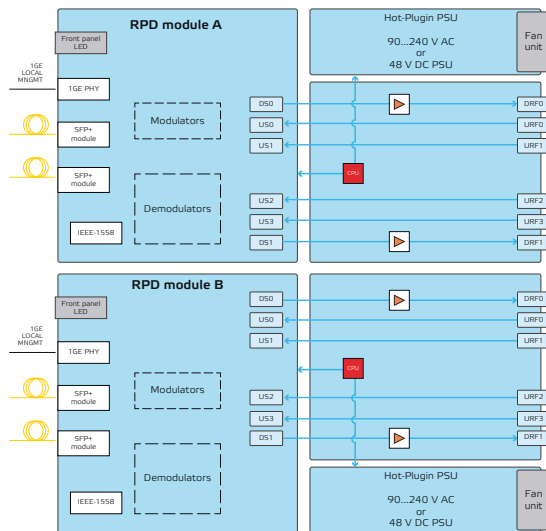 RPD module A
Front panel
LED
1GE
LOCAL
MNGMT
1GE PHY
SFP+
module
SFP+
module
IEEE-1558
Modulators
Demodulators
DS0
US0
US1
US2
US3
DS1
Hot-Plugin PSU
90...240 V AC
or
48 V DC PSU
Fan
unit
CPU
DRF0
URF0
URF1
URF2
URF3
DRF1
RPD module B
Front panel
LED
1GE
LOCAL
MNGMT
1GE PHY
SFP+
module
SFP+
module
IEEE-1558
Modulators
Demodulators
DS0
US0
US1
US2
US3
DS1
CPU
DRF0
URF0
URF1
URF2
URF3
DRF1
Hot-Plugin PSU
90...240 V AC
or
48 V DC PSU
Fan
unit